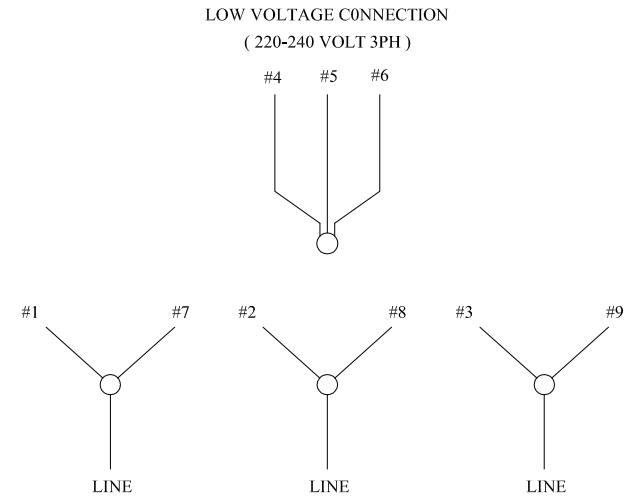 LOW VOLTAGE C0NNECTION
( 220-240 VOLT 3PH )
#4 #5 #6
#1 #7 #2 #8 #3 #9
LINE LINE LINE